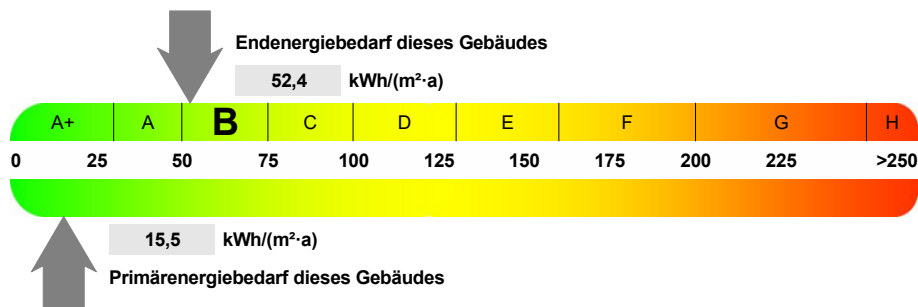 Endenergiebedarf dieses Gebäudes
52,4 kWh/(m²·a)
A+ A B C D E F G H
0 25 50 75 100 125 150 175 200 225 >250
15,5 kWh/(m²·a)
Primärenergiebedarf dieses Gebäudes